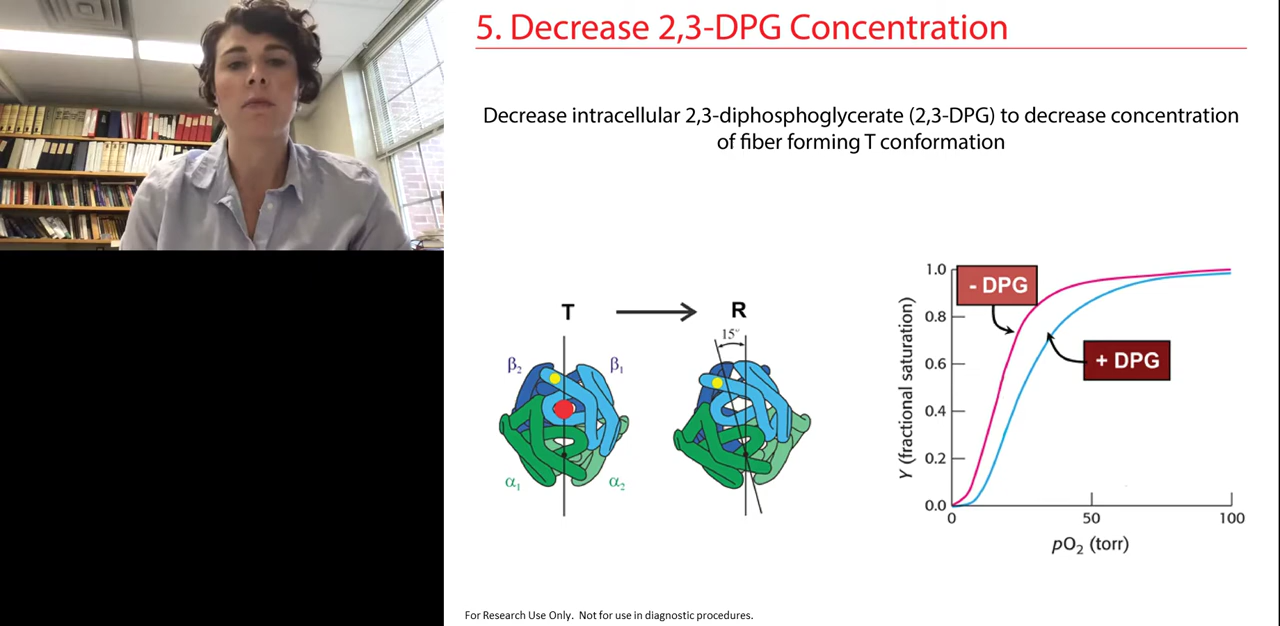 5. Decrease 2,3-DPG Concentration
Decrease intracellular 2,3-diphosphoglycerate (2,3-DPG) to decrease concentration
of fiber forming T conformation
T
R
15°
β2
β1
α1
α2
- DPG
+ DPG
Y (fractional saturation)
1.0
0.8
0.6
0.4
0.2
0.0
0
50
100
pO2 (torr)
For Research Use Only. Not for use in diagnostic procedures.